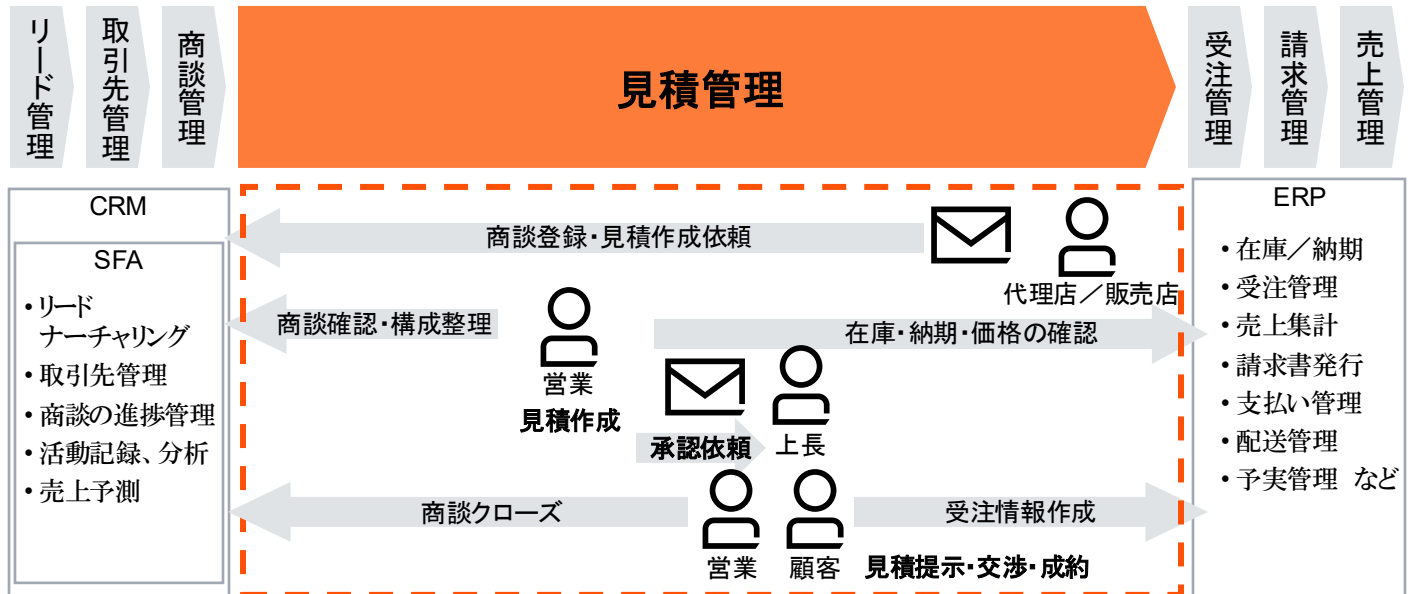 リード管理
取引先管理
商談管理
見積管理
受注管理
請求管理
売上管理
CRM
SFA
・リード
ナーチャリング
・取引先管理
・商談の進捗管理
・活動記録、分析
・売上予測
商談登録・見積作成依頼
代理店／販売店
商談確認・構成整理
営業
見積作成
在庫・納期・価格の確認
承認依頼
上長
商談クローズ
営業
顧客
受注情報作成
見積提示・交渉・成約
ERP
・在庫／納期
・受注管理
・売上集計
・請求書発行
・支払い管理
・配送管理
・予実管理 など